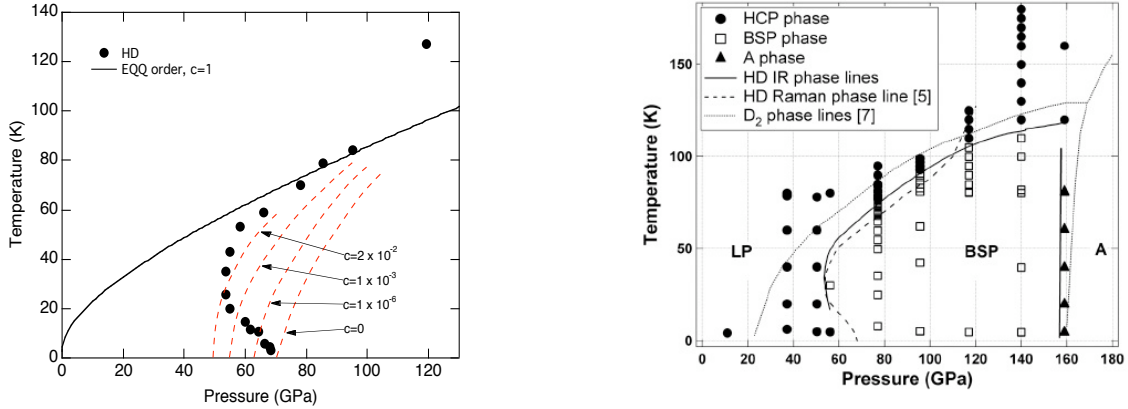 140
120
100
80
60
40
20
0
0
20
40
60
80
100
120
Temperature (K)
Pressure (GPa)
HD
EQQ order, c=1
c=2 x 10⁻²
c=1 x 10⁻³
c=1 x 10⁻⁶
c=0
HCP phase
BSP phase
A phase
HD IR phase lines
HD Raman phase line [5]
D₂ phase lines [7]
150
100
50
0
Temperature (K)
LP
BSP
A
0
20
40
60
80
100
120
140
160
180
Pressure (GPa)